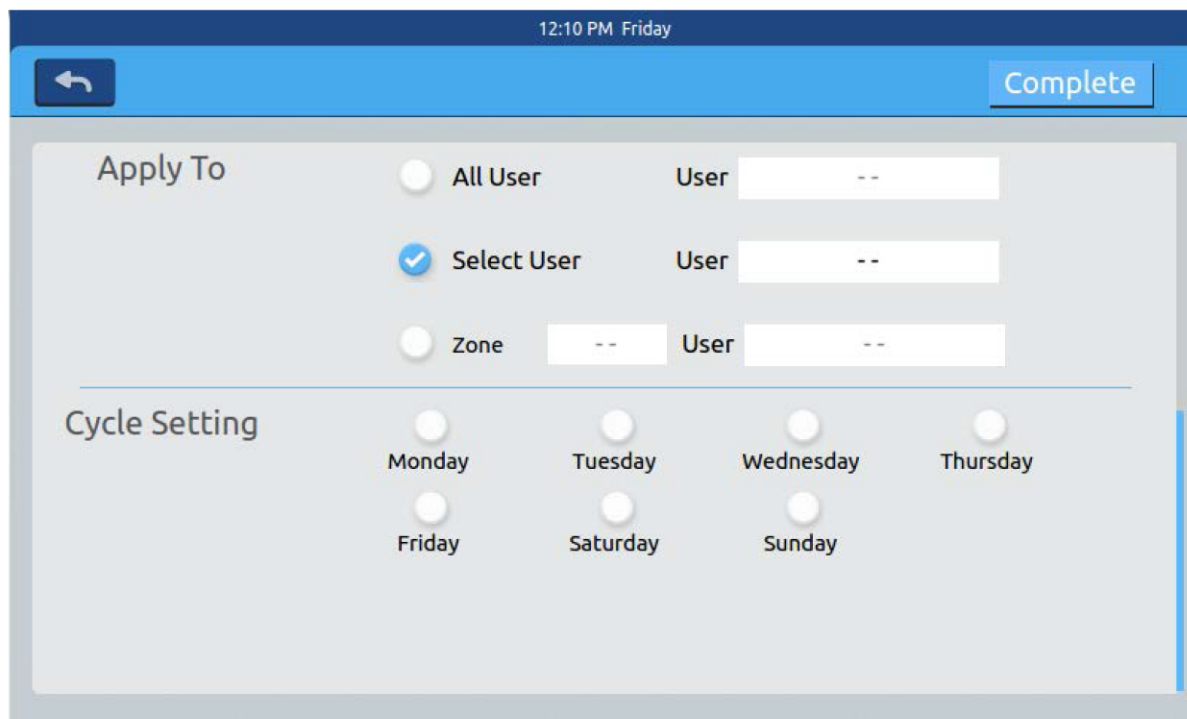 12:10 PM Friday
Complete
Apply To
All User User - -
Select User User - -
Zone - - User - -
Cycle Setting
Monday Tuesday Wednesday Thursday
Friday Saturday Sunday